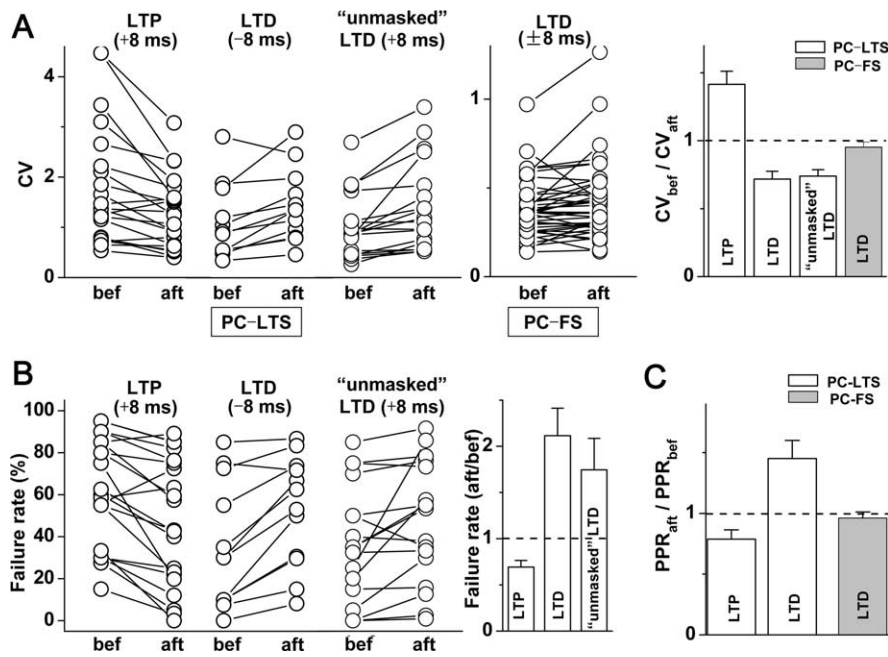 A
LTP
(+8 ms)
LTD
(−8 ms)
“unmasked”
LTD (+8 ms)
LTD
(±8 ms)
PC−LTS
PC−FS
CV
4
2
0
1
0
CVbef / CVaft
1
0
LTP
LTD
“unmasked”
LTD
LTD
bef aft bef aft bef aft bef aft
PC−LTS
PC−FS
B
LTP
(+8 ms)
LTD
(−8 ms)
“unmasked”
LTD (+8 ms)
Failure rate (%)
100
80
60
40
20
0
bef aft bef aft bef aft
Failure rate (aft/bef)
2
1
0
LTP
LTD
“unmasked”’LTD
C
PC-LTS
PC-FS
PPRaft / PPRbef
1
0
LTP
LTD
LTD